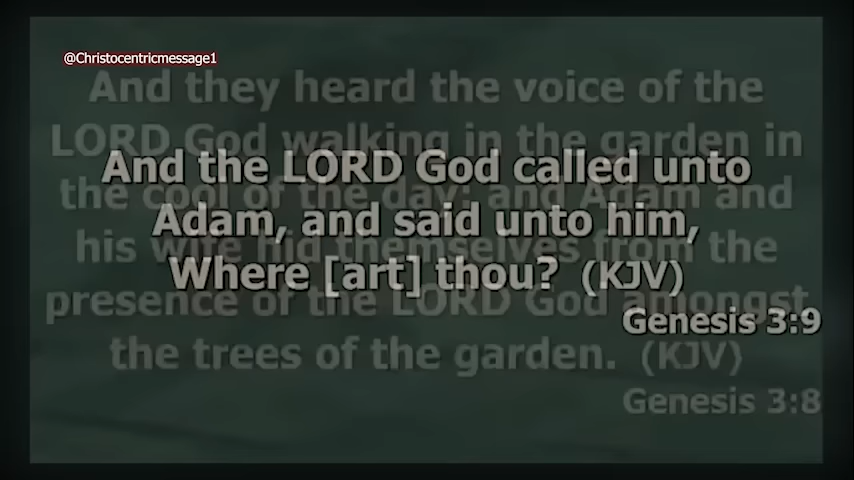 @Christocentricmessage1
And they heard the voice of the
LORD God walking in the garden in
the cool of the day: and Adam and
his wife hid themselves from the
presence of the LORD God amongst
the trees of the garden. (KJV)
Genesis 3:8
And the LORD God called unto
Adam, and said unto him,
Where [art] thou? (KJV)
Genesis 3:9